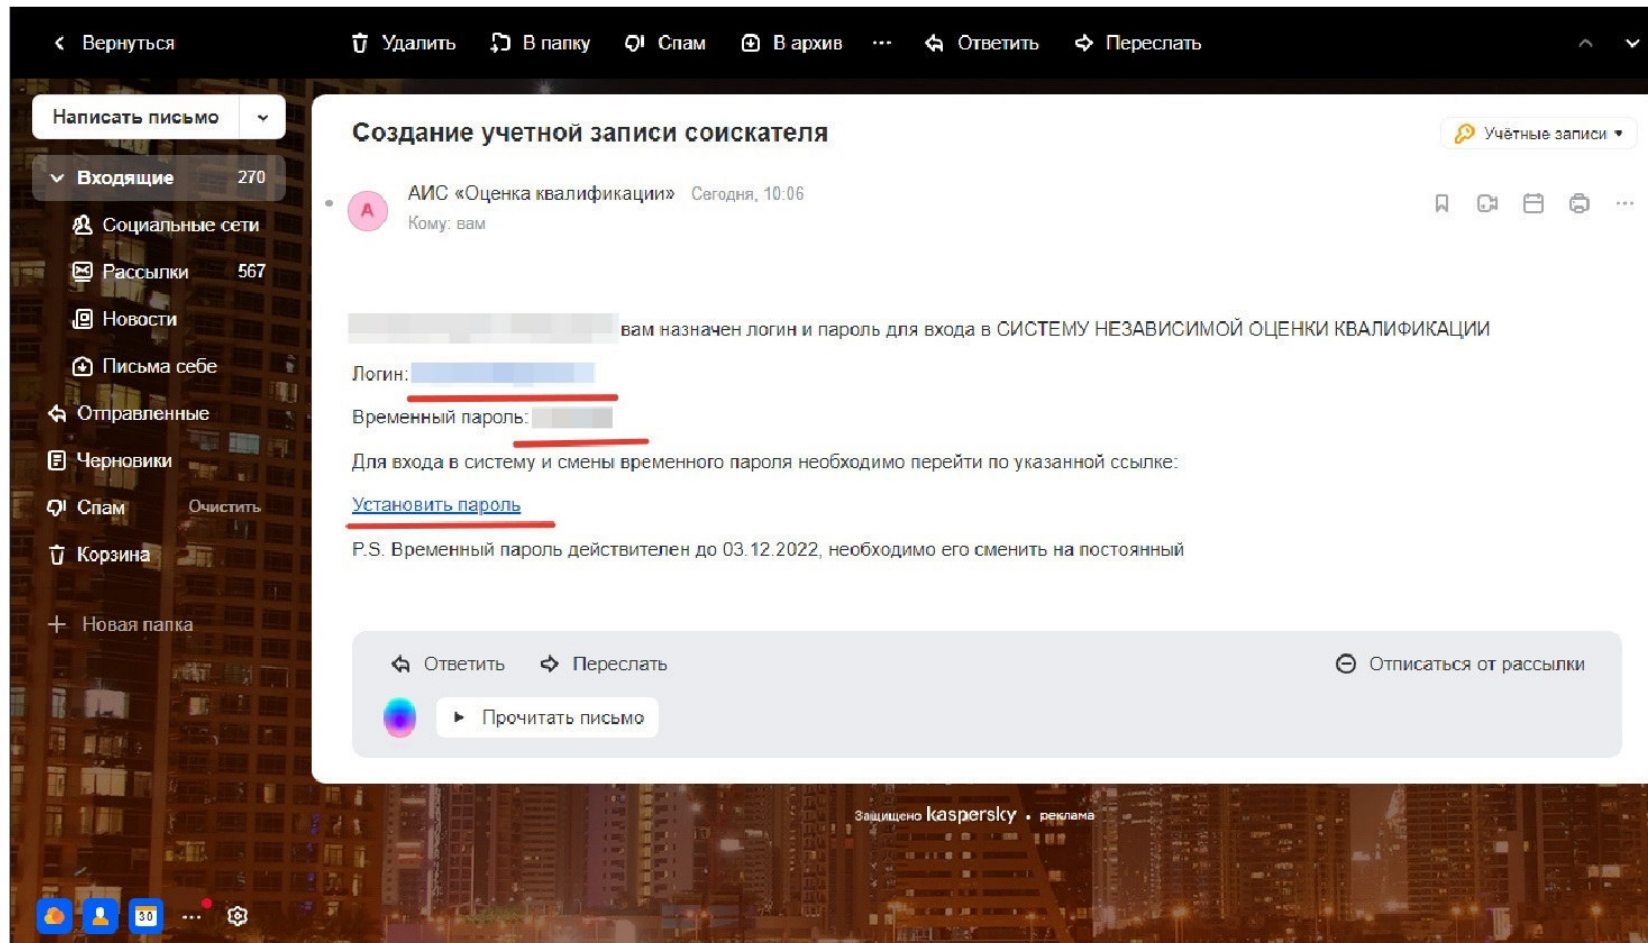 Вернуться
Удалить В папку Спам В архив ... Ответить Переслать
Написать письмо
Входящие 270
Социальные сети
Рассылки 567
Новости
Письма себе
Отправленные
Черновики
Спам Очистить
Корзина
Новая папка
Создание учетной записи соискателя
Учётные записи
А
АИС «Оценка квалификации» Сегодня, 10:06
Кому: вам
вам назначен логин и пароль для входа в СИСТЕМУ НЕЗАВИСИМОЙ ОЦЕНКИ КВАЛИФИКАЦИИ
Логин:
Временный пароль:
Для входа в систему и смены временного пароля необходимо перейти по указанной ссылке:
Установить пароль
P.S. Временный пароль действителен до 03.12.2022, необходимо его сменить на постоянный
Ответить Переслать Отписаться от рассылки
Прочитать письмо
Защищено kaspersky • реклама
30